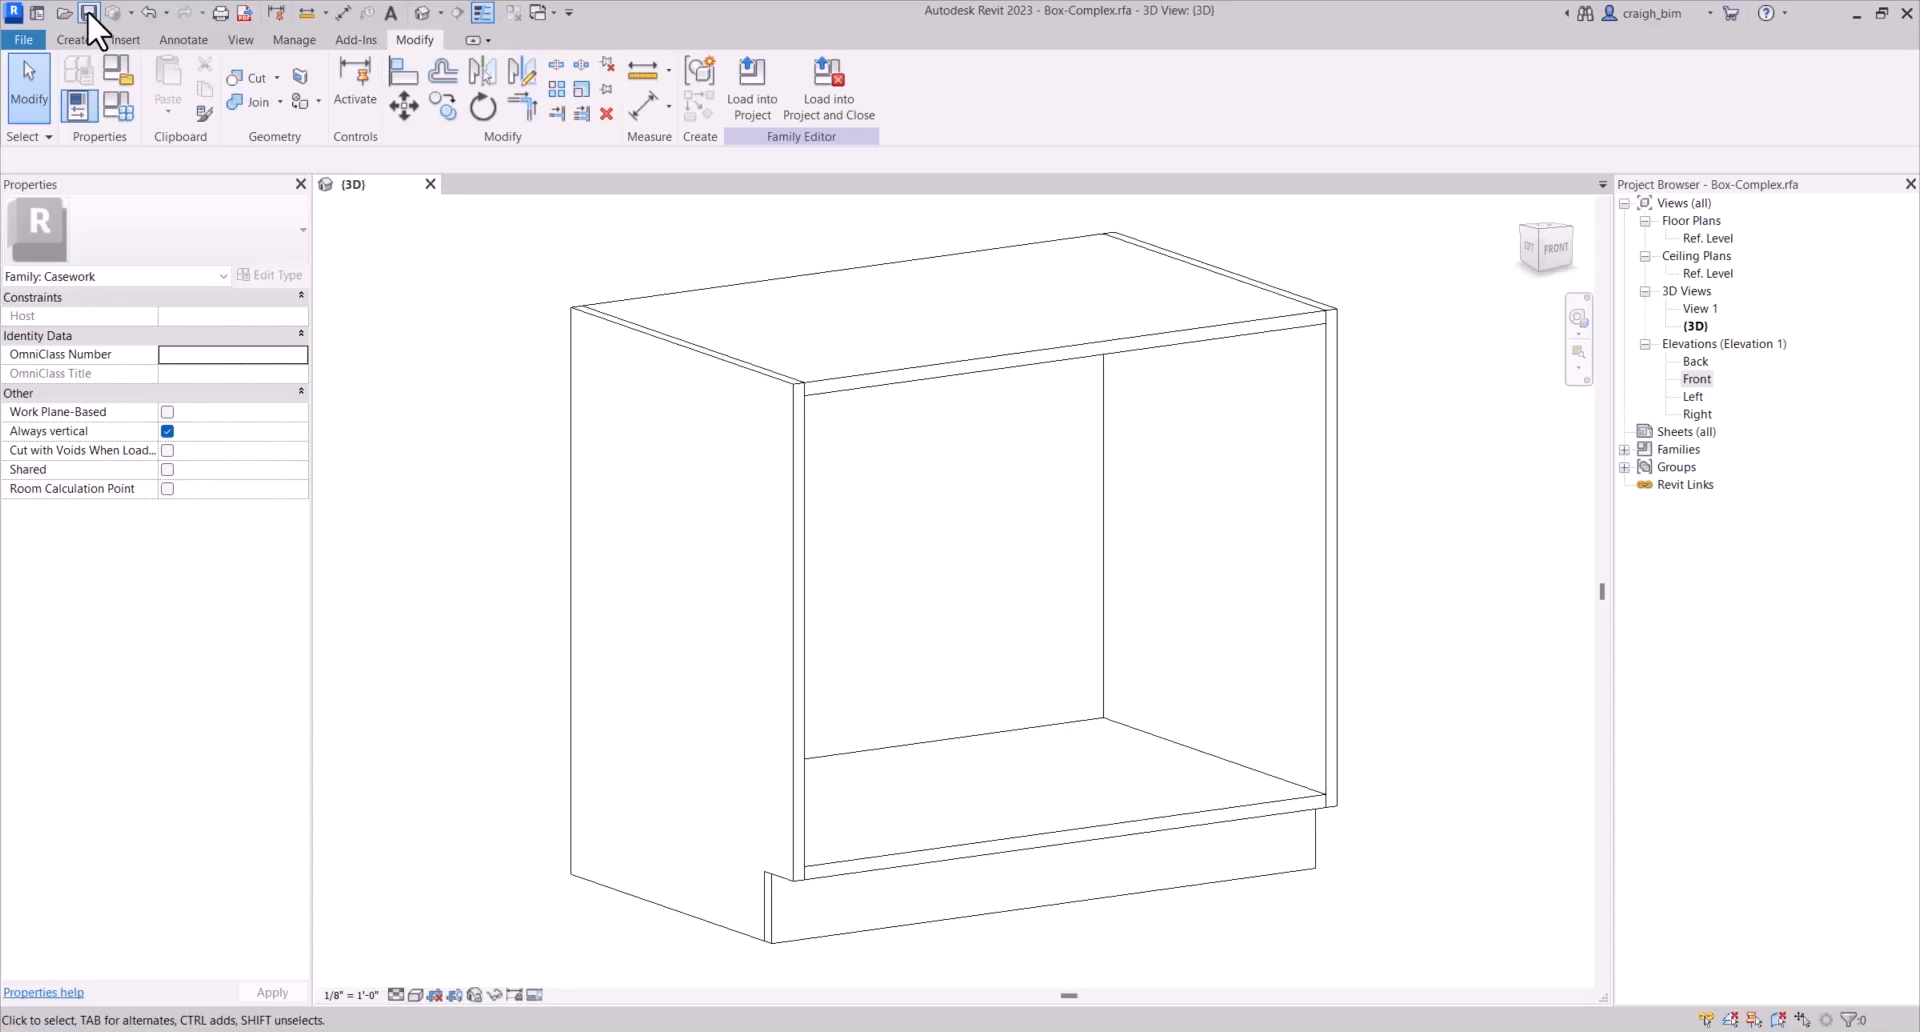 Autodesk Revit 2023 - Box-Complex.rfa - 3D View: {3D}
craigh_bim
File
Insert
Annotate
View
Manage
Add-Ins
Modify
Modify
Paste
Cut
Join
Activate
Load into
Project
Load into
Project and Close
Select
Properties
Clipboard
Geometry
Controls
Modify
Measure
Create
Family Editor
Properties
{3D}
Project Browser - Box-Complex.rfa
R
Family: Casework
Edit Type
Constraints
Host
Identity Data
OmniClass Number
OmniClass Title
Other
Work Plane-Based
Always vertical
Cut with Voids When Load...
Shared
Room Calculation Point
FRONT
Views (all)
Floor Plans
Ref. Level
Ceiling Plans
Ref. Level
3D Views
View 1
{3D}
Elevations (Elevation 1)
Back
Front
Left
Right
Sheets (all)
Families
Groups
Revit Links
Properties help
Apply
1/8" = 1'-0"
Click to select, TAB for alternates, CTRL adds, SHIFT unselects.
:0